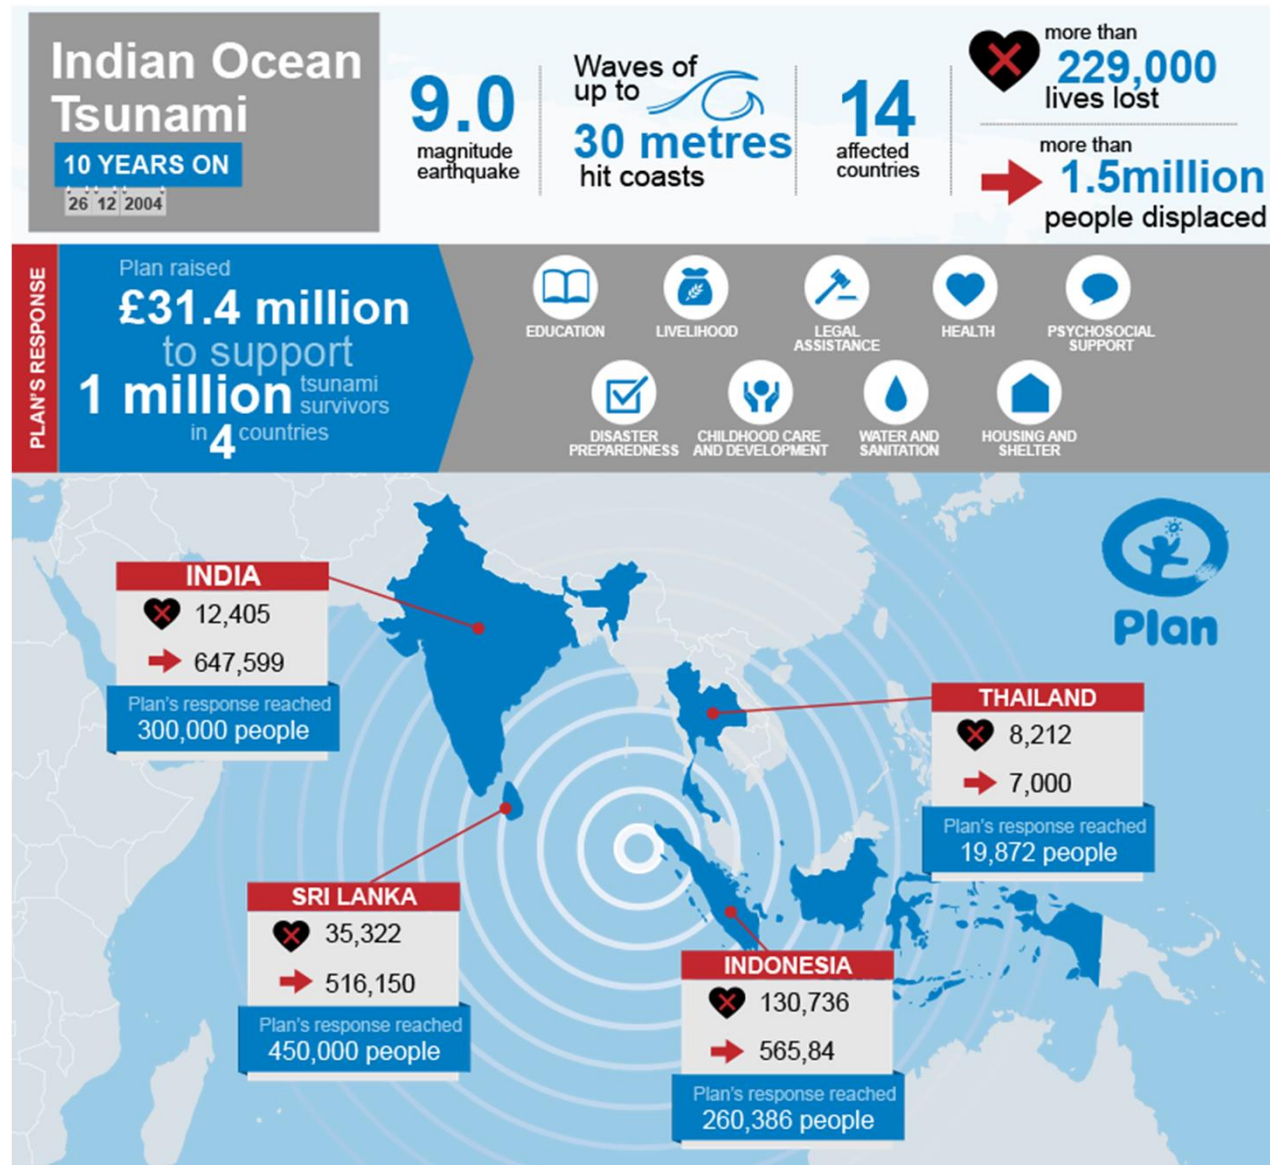 Indian Ocean
Tsunami
10 YEARS ON
26 12 2004
9.0
magnitude
earthquake
Waves of
up to
30 metres
hit coasts
14
affected
countries
more than
229,000
lives lost
more than
1.5million
people displaced
PLAN'S RESPONSE
Plan raised
£31.4 million
to support
1 million tsunami survivors
in 4 countries
EDUCATION
LIVELIHOOD
LEGAL
ASSISTANCE
HEALTH
PSYCHOSOCIAL
SUPPORT
DISASTER
PREPAREDNESS
CHILDHOOD CARE
AND DEVELOPMENT
WATER AND
SANITATION
HOUSING AND
SHELTER
Plan
INDIA
12,405
647,599
Plan's response reached
300,000 people
THAILAND
8,212
7,000
Plan's response reached
19,872 people
SRI LANKA
35,322
516,150
Plan's response reached
450,000 people
INDONESIA
130,736
565,84
Plan's response reached
260,386 people